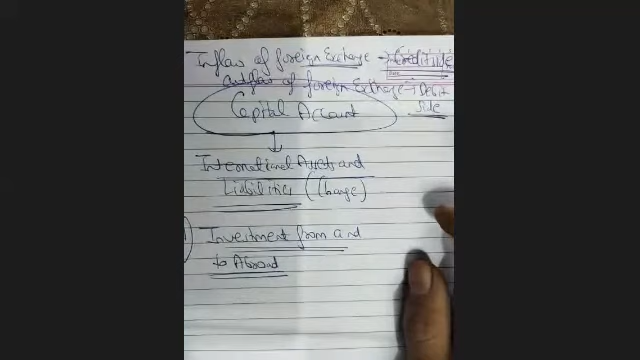 Inflow of foreign Exchange → Credit side
outflow of foreign Exchange → Debit side
Capital Account
International Assets and
Liabilities (Change)
Investment from and
to Abroad